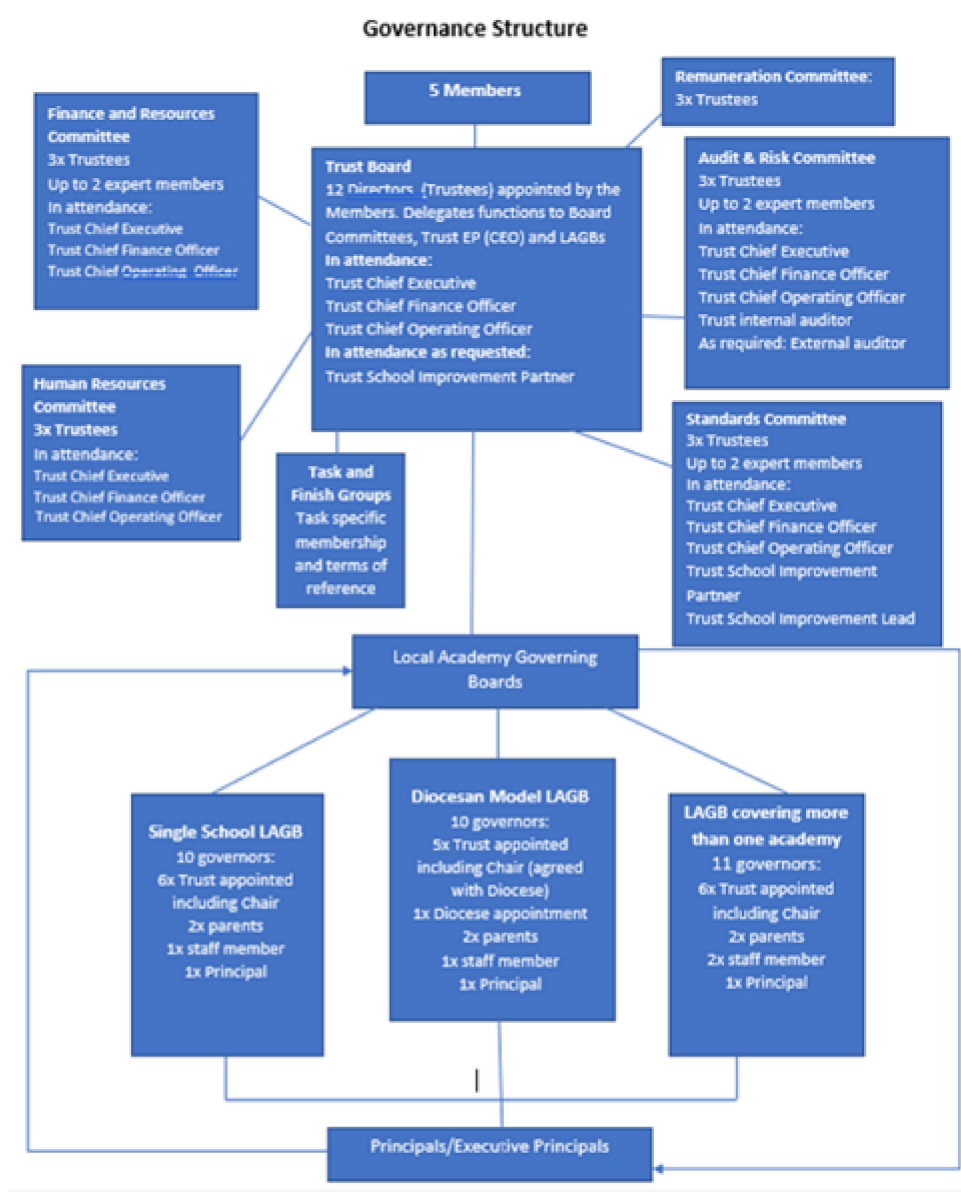 Governance Structure
5 Members
Remuneration Committee:
3x Trustees
Finance and Resources
Committee
3x Trustees
Up to 2 expert members
In attendance:
Trust Chief Executive
Trust Chief Finance Officer
Trust Chief Operating Officer
Trust Board
12 Directors (Trustees) appointed by the
Members. Delegates functions to Board
Committees, Trust EP (CEO) and LAGBs
In attendance:
Trust Chief Executive
Trust Chief Finance Officer
Trust Chief Operating Officer
In attendance as requested:
Trust School Improvement Partner
Audit & Risk Committee
3x Trustees
Up to 2 expert members
In attendance:
Trust Chief Executive
Trust Chief Finance Officer
Trust Chief Operating Officer
Trust internal auditor
As required: External auditor
Human Resources
Committee
3x Trustees
In attendance:
Trust Chief Executive
Trust Chief Finance Officer
Trust Chief Operating Officer
Task and
Finish Groups
Task specific
membership
and terms of
reference
Standards Committee
3x Trustees
Up to 2 expert members
In attendance:
Trust Chief Executive
Trust Chief Finance Officer
Trust Chief Operating Officer
Trust School Improvement
Partner
Trust School Improvement Lead
Local Academy Governing
Boards
Single School LAGB
10 governors:
6x Trust appointed
including Chair
2x parents
1x staff member
1x Principal
Diocesan Model LAGB
10 governors:
5x Trust appointed
including Chair (agreed
with Diocese)
1x Diocese appointment
2x parents
1x staff member
1x Principal
LAGB covering more
than one academy
11 governors:
6x Trust appointed
including Chair
2x parents
2x staff member
1x Principal
Principals/Executive Principals